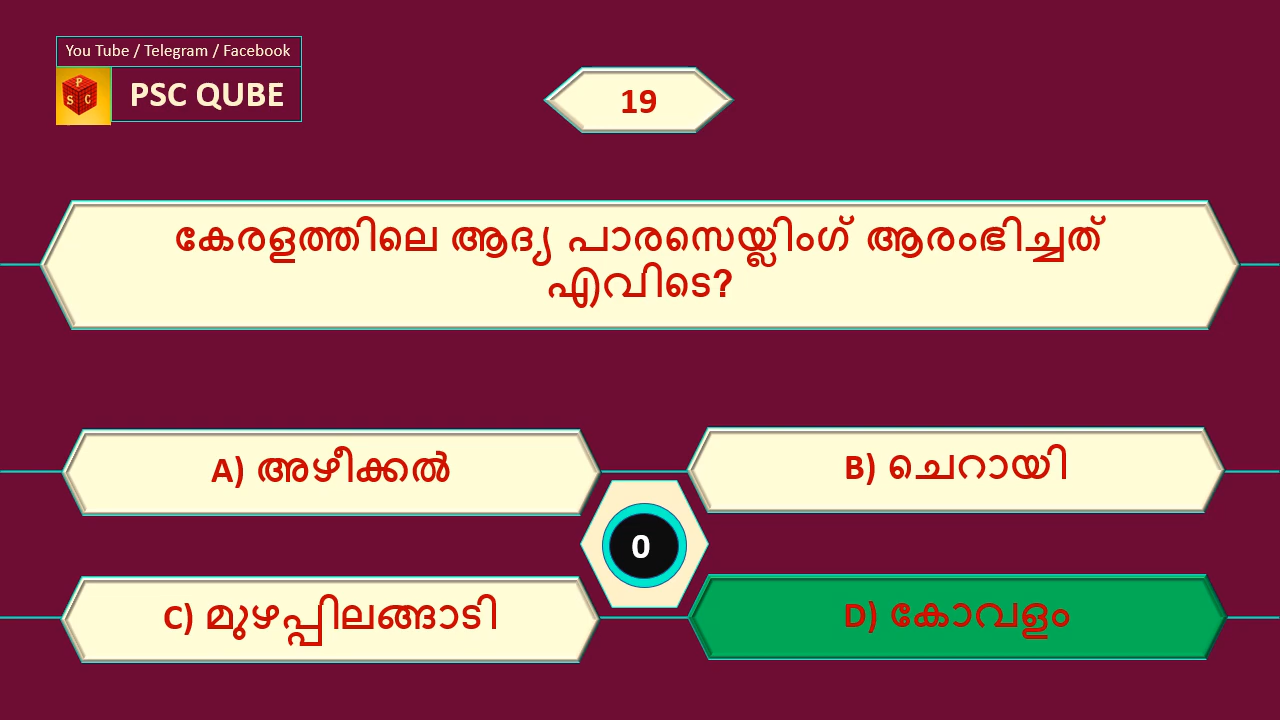 You Tube / Telegram / Facebook
P
S C
PSC QUBE
19
കേരളത്തിലെ ആദ്യ പാരസെയ്ലിംഗ് ആരംഭിച്ചത്
എവിടെ?
A) അഴീക്കൽ
B) ചെറായി
0
C) മുഴപ്പിലങ്ങാടി
D) കോവളം